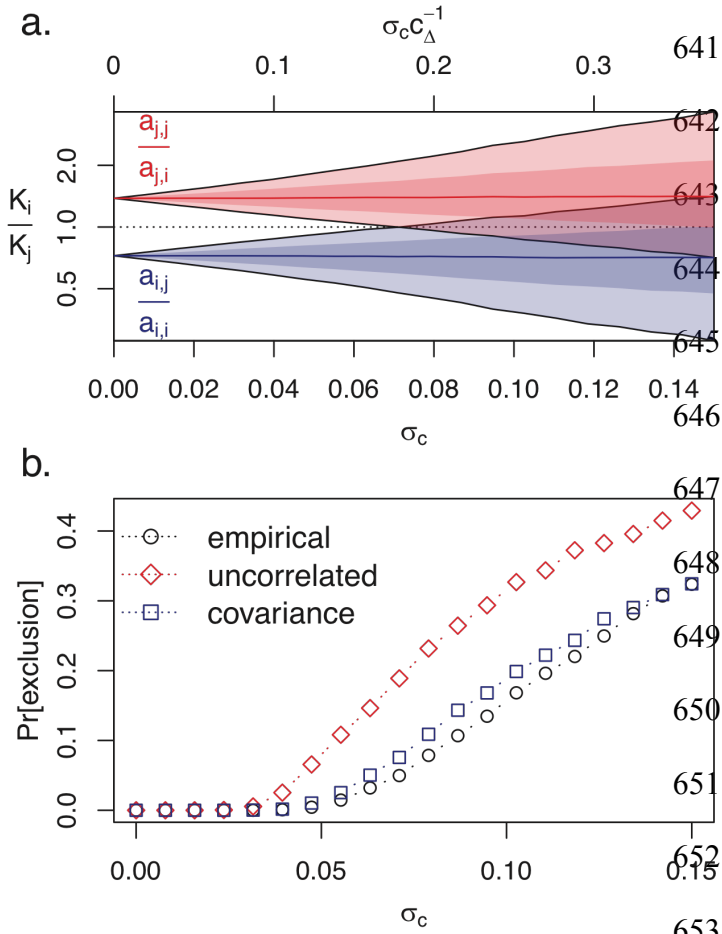 a.
σcc∆⁻¹
0 0.1 0.2 0.3
641
642
aj,j
aj,i
Ki
Kj
2.0
1.0
0.5
643
644
ai,j
ai,i
645
0.00 0.02 0.04 0.06 0.08 0.10 0.12 0.14
σc
646
b.
647
Pr[exclusion]
0.4
0.3
0.2
0.1
0.0
empirical
uncorrelated
covariance
648
649
650
651
652
0.00 0.05 0.10 0.15
σc
653